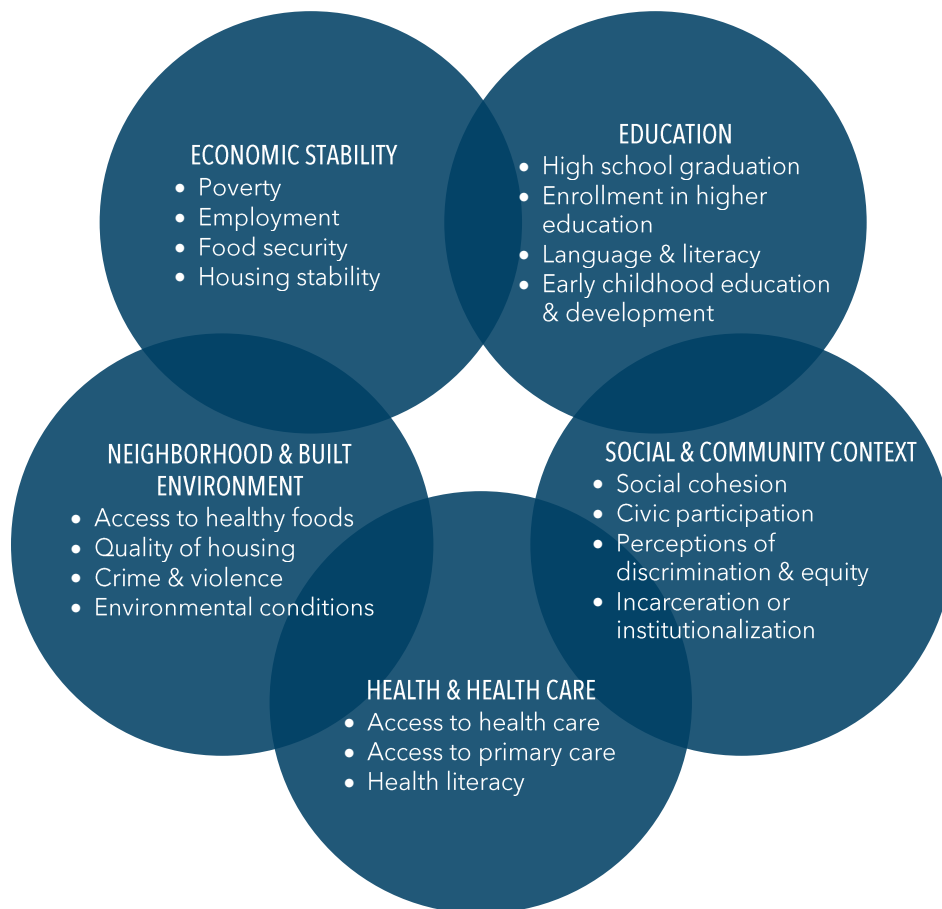 ECONOMIC STABILITY
• Poverty
• Employment
• Food security
• Housing stability
EDUCATION
• High school graduation
• Enrollment in higher
education
• Language & literacy
• Early childhood education
& development
NEIGHBORHOOD & BUILT
ENVIRONMENT
• Access to healthy foods
• Quality of housing
• Crime & violence
• Environmental conditions
SOCIAL & COMMUNITY CONTEXT
• Social cohesion
• Civic participation
• Perceptions of
discrimination & equity
• Incarceration or
institutionalization
HEALTH & HEALTH CARE
• Access to health care
• Access to primary care
• Health literacy